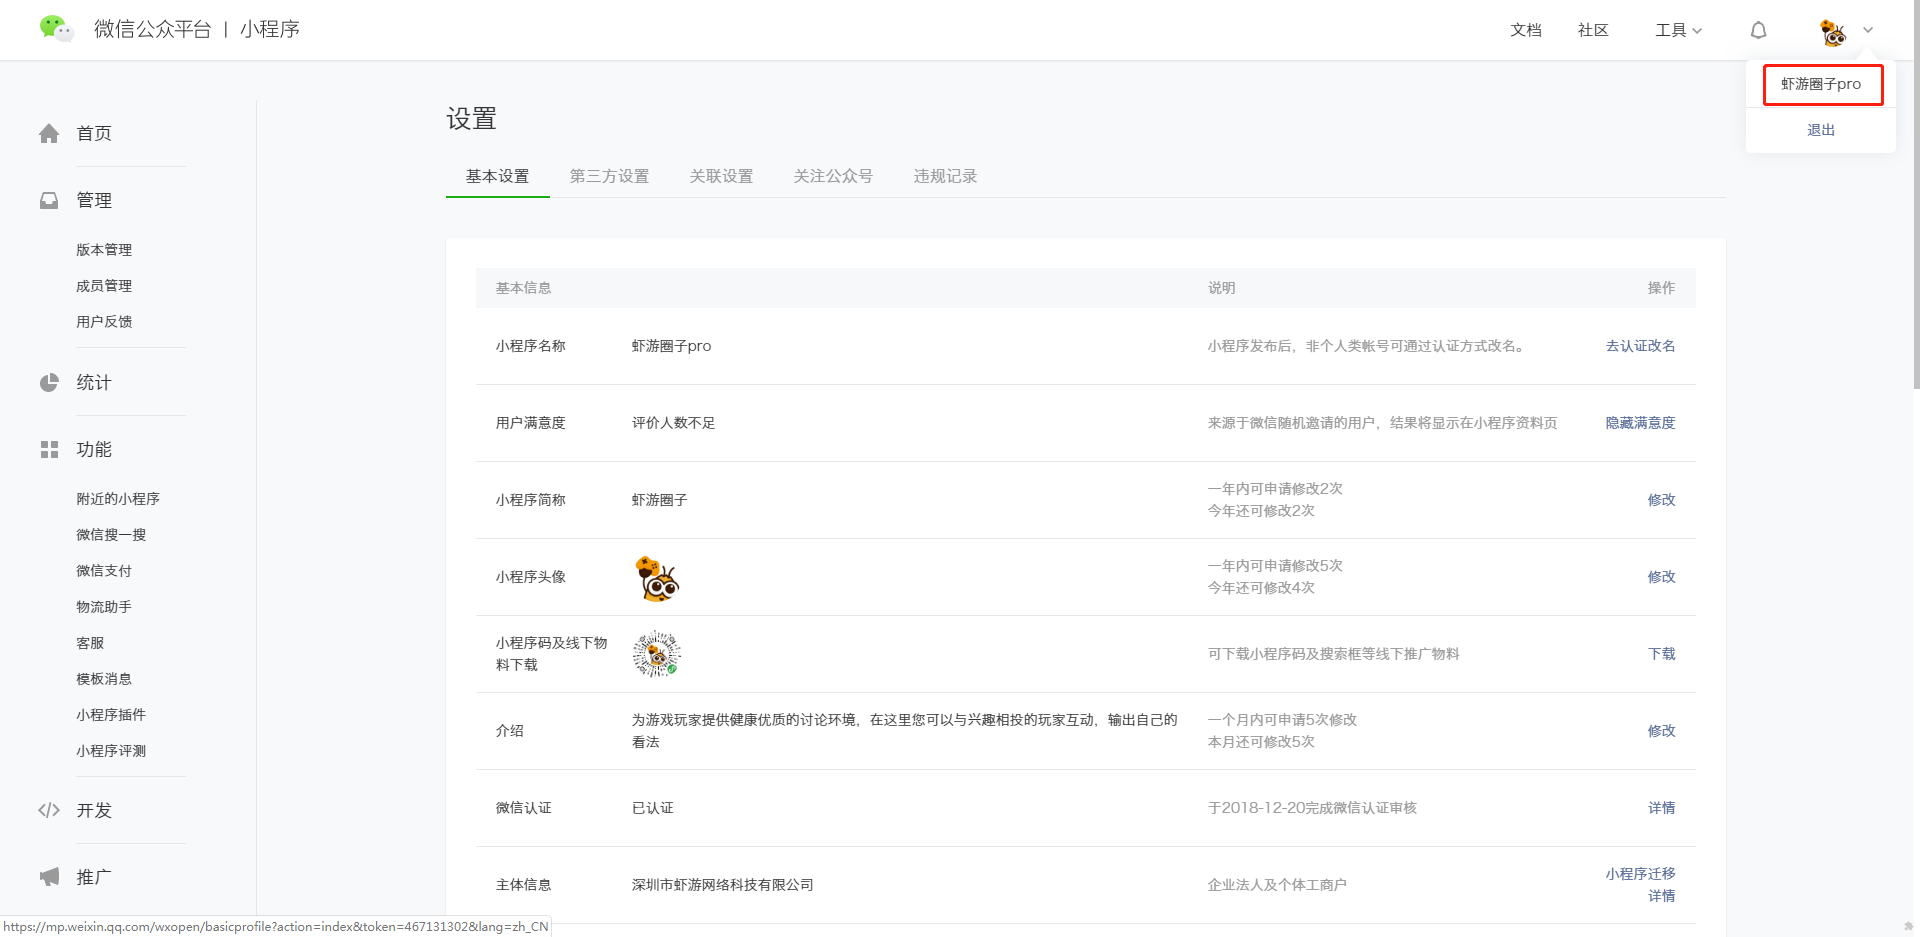 微信公众平台 | 小程序
文档
社区
工具
虾游圈子pro
退出
首页
管理
版本管理
成员管理
用户反馈
统计
功能
附近的小程序
微信搜一搜
微信支付
物流助手
客服
模板消息
小程序插件
小程序评测
开发
推广
设置
基本设置 第三方设置 关联设置 关注公众号 违规记录
基本信息 说明 操作
小程序名称 虾游圈子pro 小程序发布后，非个人类帐号可通过认证方式改名。 去认证改名
用户满意度 评价人数不足 来源于微信随机邀请的用户，结果将显示在小程序资料页 隐藏满意度
小程序简称 虾游圈子
一年内可申请修改2次
今年还可修改2次
修改
小程序头像
一年内可申请修改5次
今年还可修改4次
修改
小程序码及线下物
料下载
可下载小程序码及搜索框等线下推广物料 下载
介绍
为游戏玩家提供健康优质的讨论环境，在这里您可以与兴趣相投的玩家互动，输出自己的
看法
一个月内可申请5次修改
本月还可修改5次
修改
微信认证 已认证 于2018-12-20完成微信认证审核 详情
主体信息 深圳市虾游网络科技有限公司 企业法人及个体工商户
小程序迁移
详情
https://mp.weixin.qq.com/wxopen/basicprofile?action=index&token=467131302&lang=zh_CN